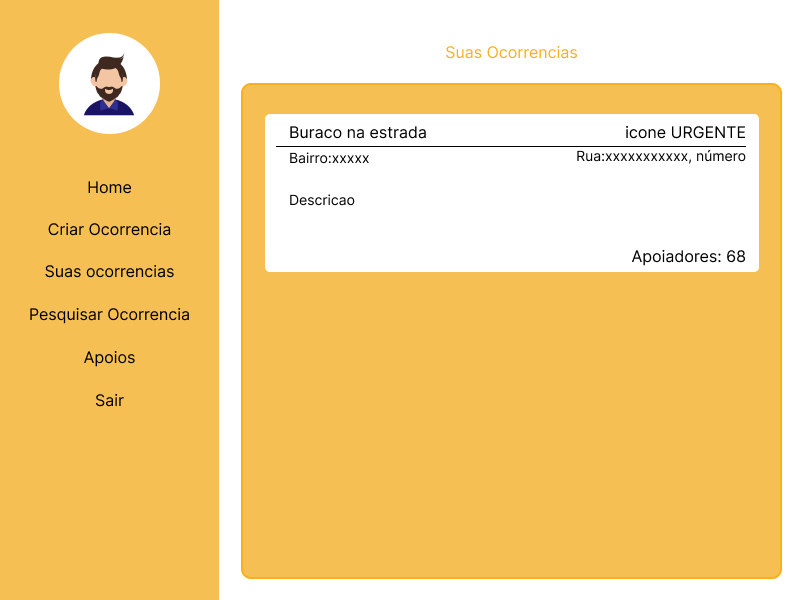 Home
Criar Ocorrencia
Suas ocorrencias
Pesquisar Ocorrencia
Apoios
Sair
Suas Ocorrencias
Buraco na estrada
icone URGENTE
Bairro:xxxxx
Rua:xxxxxxxxxxx, número
Descricao
Apoiadores: 68